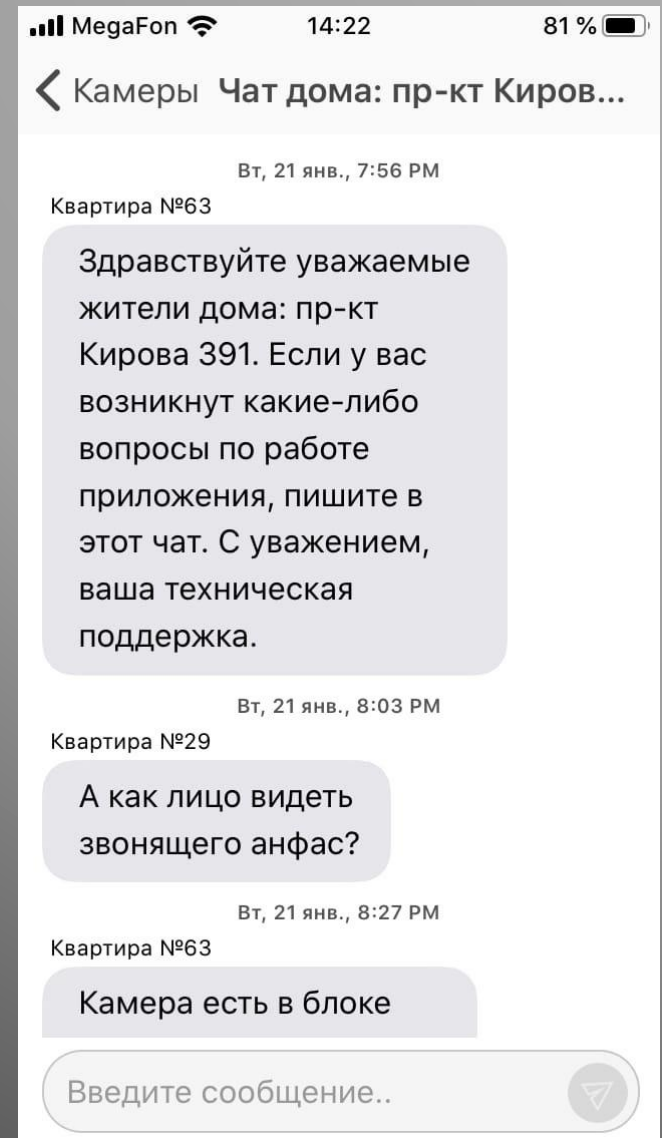 MegaFon 14:22 81 %
Камеры Чат дома: пр-кт Киров...
Вт, 21 янв., 7:56 PM
Квартира №63
Здравствуйте уважаемые
жители дома: пр-кт
Кирова 391. Если у вас
возникнут какие-либо
вопросы по работе
приложения, пишите в
этот чат. С уважением,
ваша техническая
поддержка.
Вт, 21 янв., 8:03 PM
Квартира №29
А как лицо видеть
звонящего анфас?
Вт, 21 янв., 8:27 PM
Квартира №63
Камера есть в блоке
Введите сообщение..